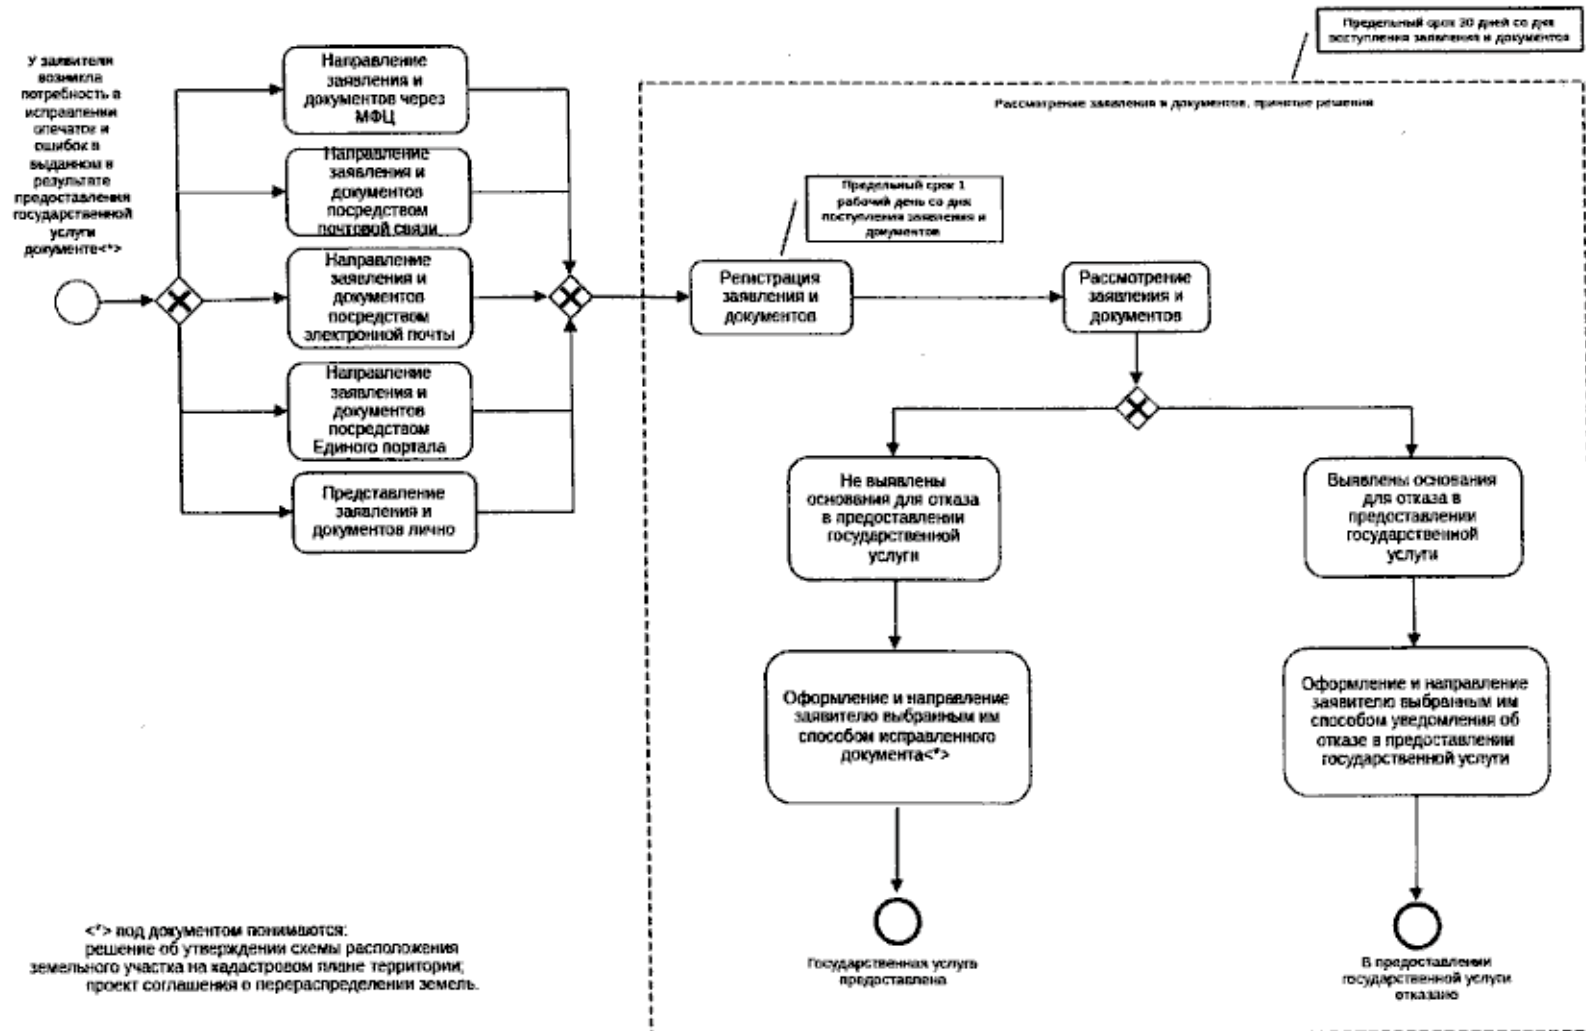 У заявителя
возникла
потребность в
исправлении
опечаток и
ошибок в
выданном в
результате
предоставления
государственной
услуги
документе<*>
Направление
заявления и
документов через
МФЦ
Направление
заявления и
документов
посредством
почтовой связи
Направление
заявления и
документов
посредством
электронной почты
Направление
заявления и
документов
посредством
Единого портала
Представление
заявления и
документов лично
Предельный срок 30 дней со дня
поступления заявления и документов
Рассмотрение заявления и документов, принятие решения
Предельный срок 1
рабочий день со дня
поступления заявления и
документов
Регистрация
заявления и
документов
Рассмотрение
заявления и
документов
Не выявлены
основания для отказа
в предоставлении
государственной
услуги
Выявлены основания
для отказа в
предоставлении
государственной
услуги
Оформление и направление
заявителю выбранным им
способом исправленного
документа<*>
Оформление и направление
заявителю выбранным им
способом уведомления об
отказе в предоставлении
государственной услуги
Государственная услуга
предоставлена
В предоставлении
государственной услуги
отказано
<*> под документом понимаются:
решение об утверждении схемы расположения
земельного участка на кадастровом плане территории;
проект соглашения о перераспределении земель.